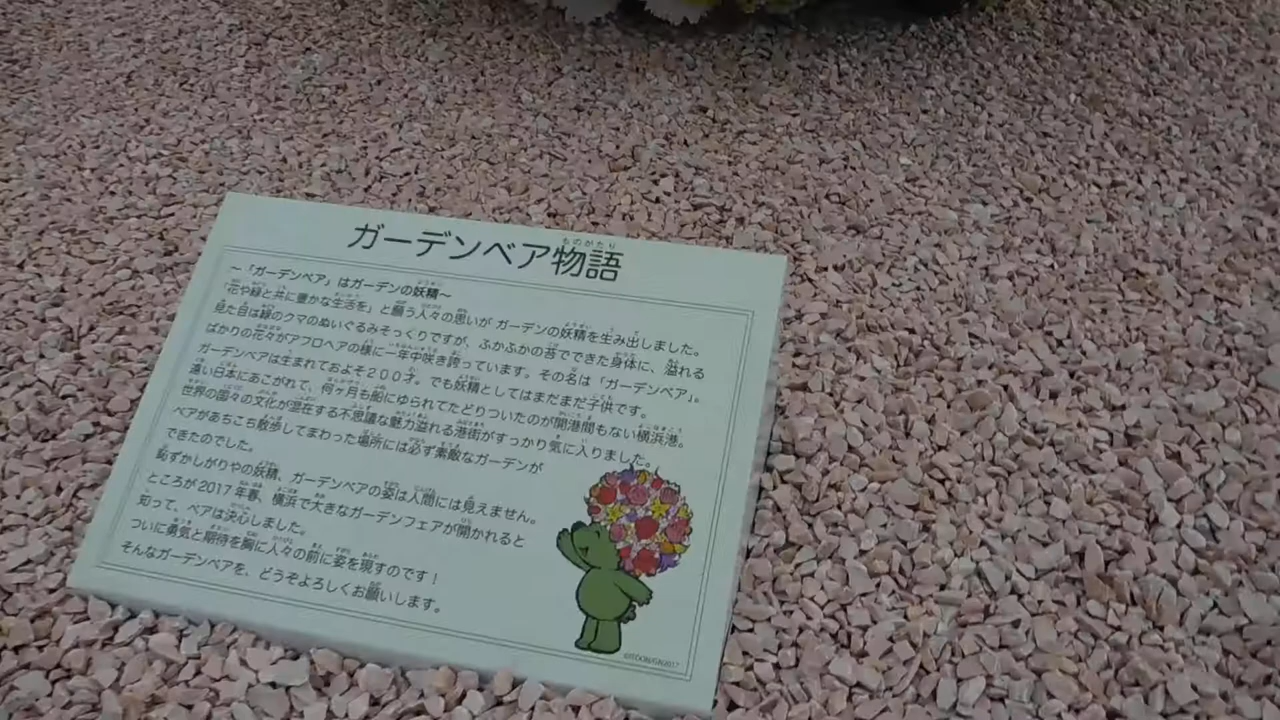 ガーデンベア物語
～「ガーデンベア」はガーデンの妖精～
「花や緑と共に豊かな生活を」と願う人々の思いが ガーデンの妖精を生み出しました。
見た目は緑のクマのぬいぐるみそっくりですが、ふかふかの苔でできた身体に、溢れる
ばかりの花々がアフロヘアの様に一年中咲き誇っています。その名は「ガーデンベア」。
ガーデンベアは生まれておよそ２００才。でも妖精としてはまだまだ子供です。
遠い日本にあこがれて、何ヶ月も船にゆられてたどりついたのが開港間もない横浜港。
世界の国々の文化が混在する不思議な魅力溢れる港街がすっかり気に入りました。
ベアがあちこち散歩してまわった場所には必ず素敵なガーデンが
できたのでした。
恥ずかしがりやの妖精、ガーデンベアの姿は人間には見えません。
ところが 2017 年春、横浜で大きなガーデンフェアが開かれると
知って、ベアは決心しました。
ついに勇気と期待を胸に人々の前に姿を現すのです！
そんなガーデンベアを、どうぞよろしくお願いします。